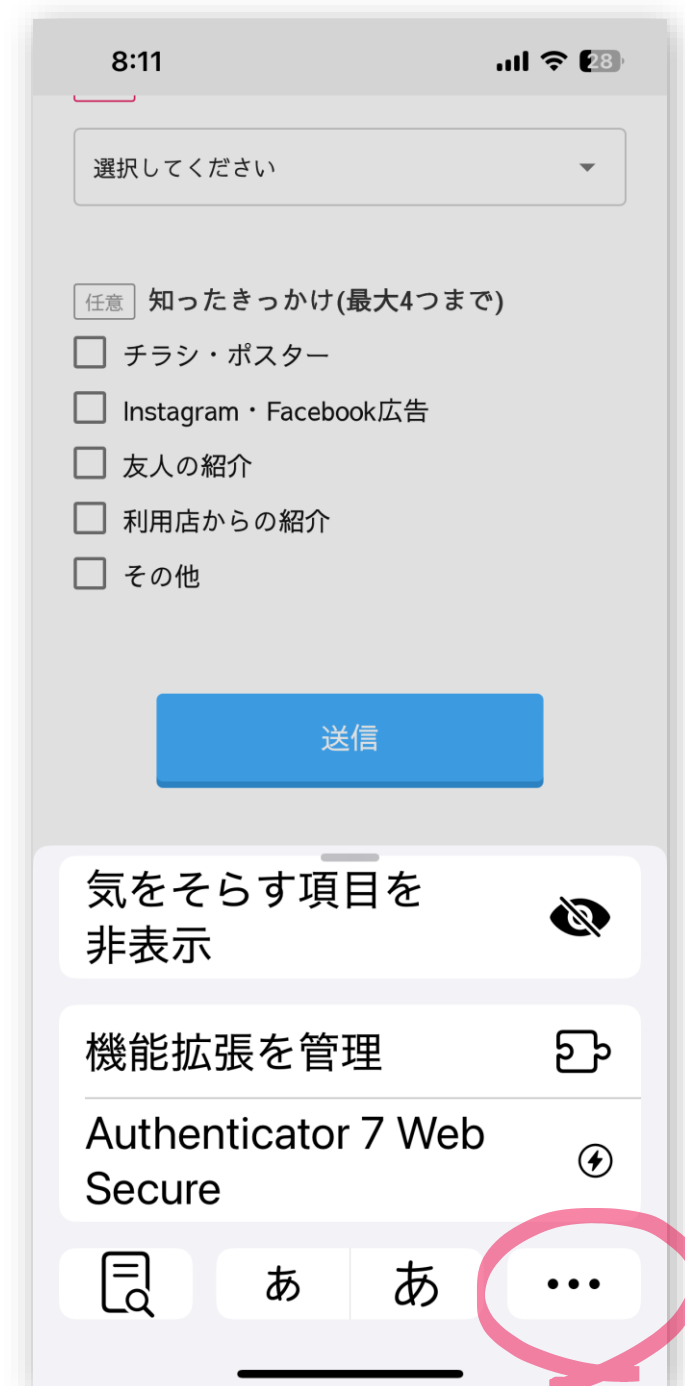 8:11
28
選択してください
任意 知ったきっかけ(最大4つまで)
チラシ・ポスター
Instagram・Facebook広告
友人の紹介
利用店からの紹介
その他
送信
気をそらす項目を
非表示
機能拡張を管理
Authenticator 7 Web
Secure
あ あ